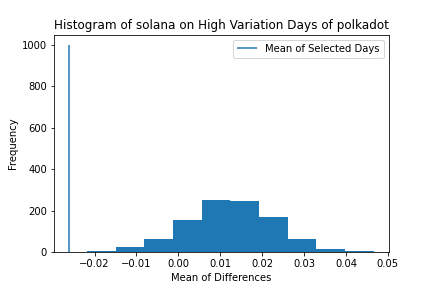 Histogram of solana on High Variation Days of polkadot
Mean of Selected Days
1000
800
600
400
200
0
−0.02 −0.01 0.00 0.01 0.02 0.03 0.04 0.05
Frequency
Mean of Differences